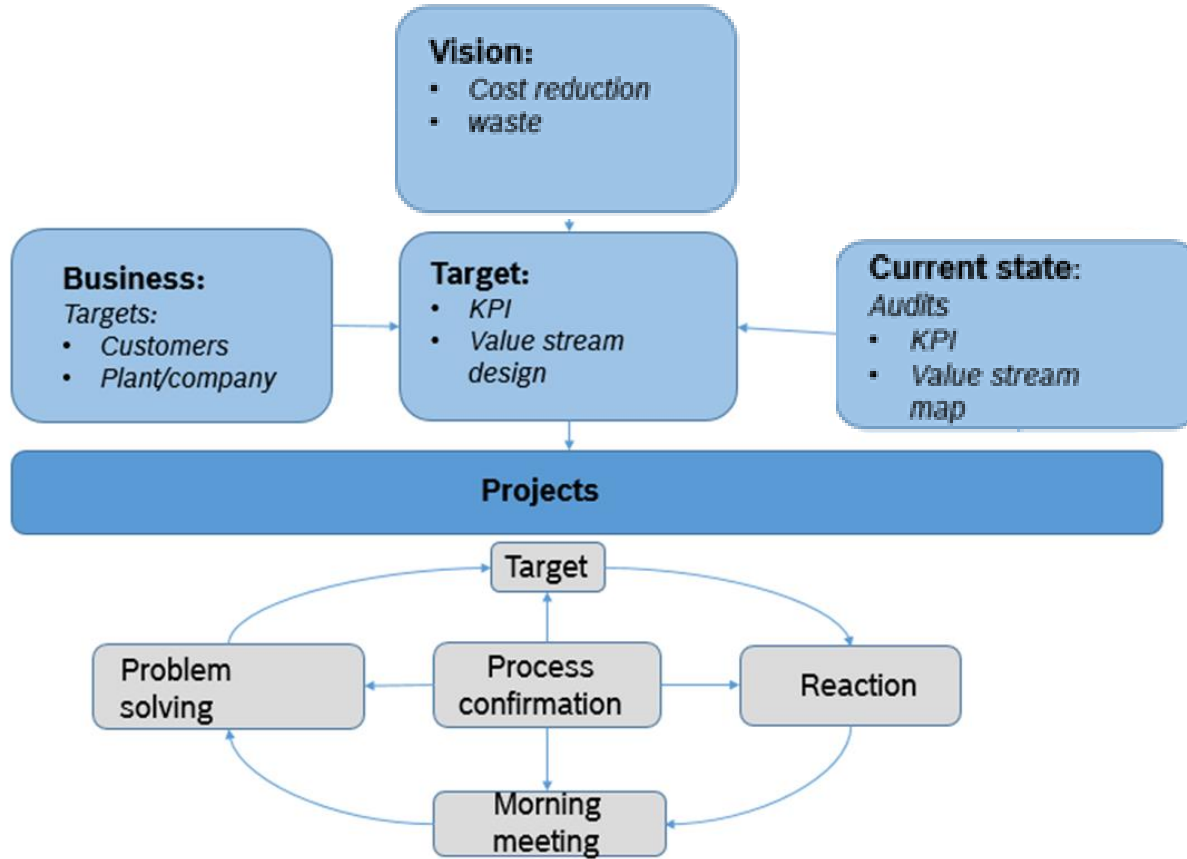 Vision:
• Cost reduction
• waste
Business:
Targets:
• Customers
• Plant/company
Target:
• KPI
• Value stream
design
Current state:
Audits
• KPI
• Value stream
map
Projects
Target
Problem
solving
Process
confirmation
Reaction
Morning
meeting